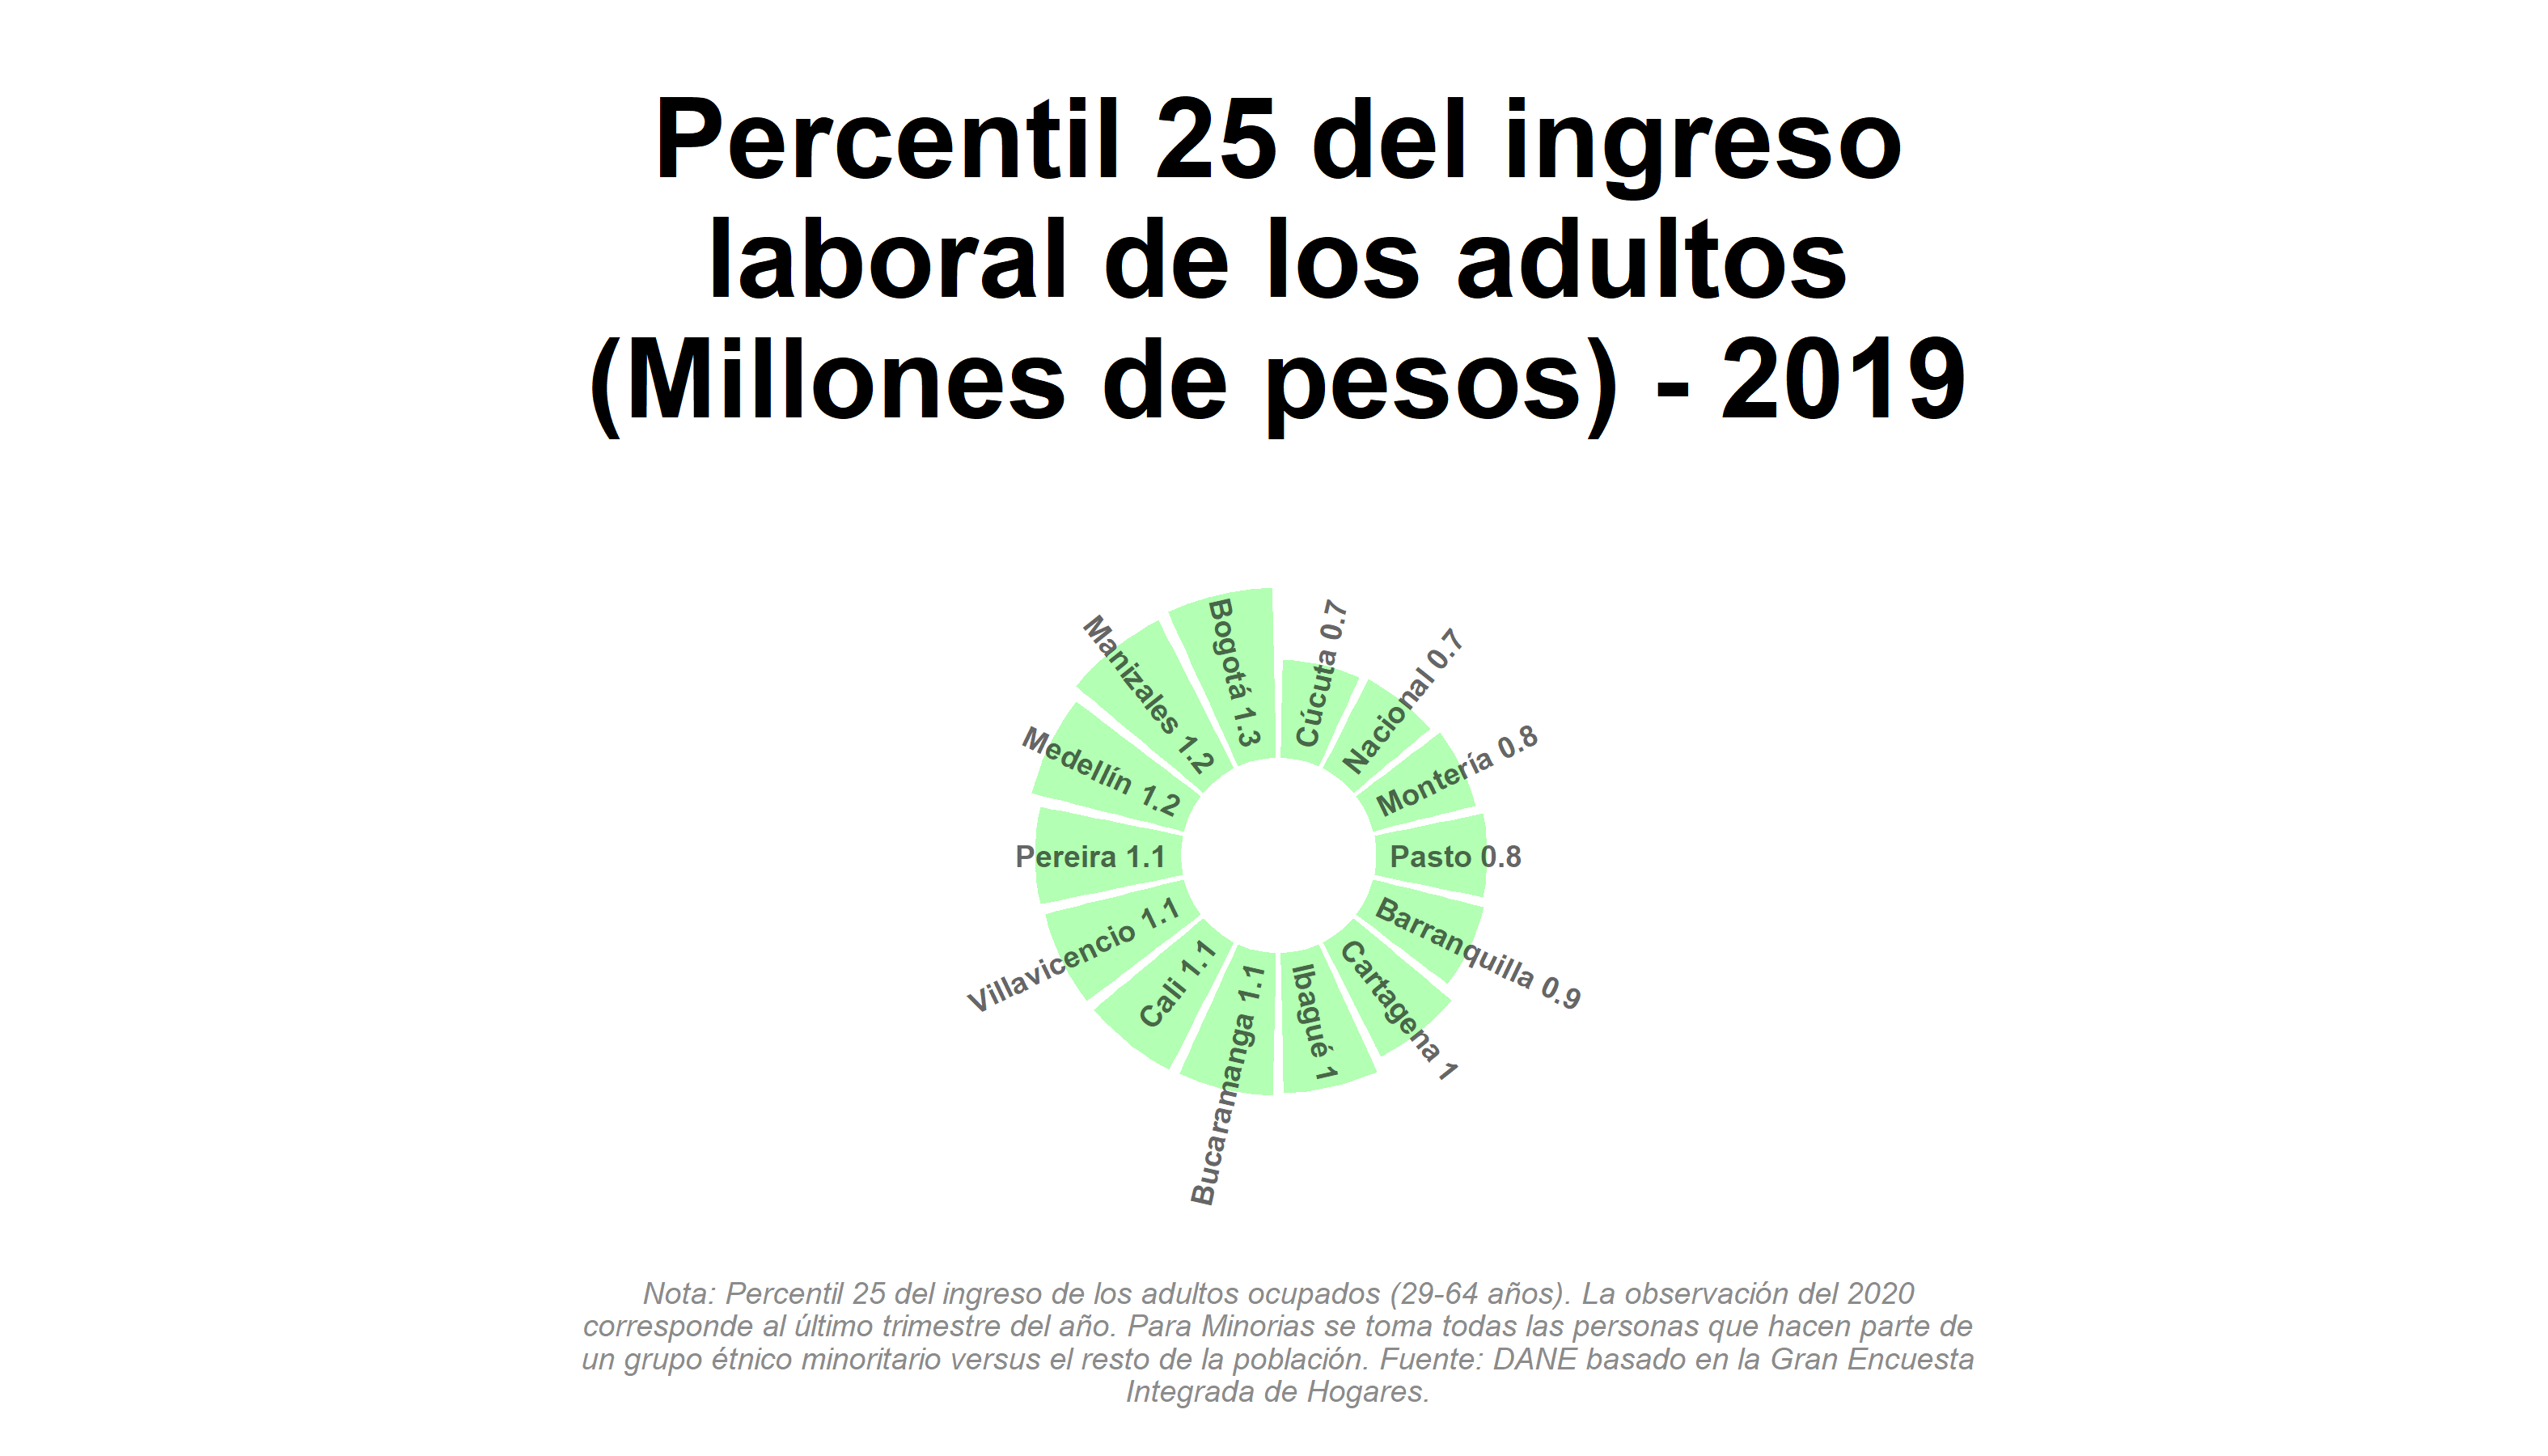 Percentil 25 del ingreso
laboral de los adultos
(Millones de pesos) - 2019
Cúcuta 0.7
Nacional 0.7
Montería 0.8
Pasto 0.8
Barranquilla 0.9
Cartagena 1
Ibagué 1
Bucaramanga 1.1
Cali 1.1
Villavicencio 1.1
Pereira 1.1
Medellín 1.2
Manizales 1.2
Bogotá 1.3
Nota: Percentil 25 del ingreso de los adultos ocupados (29-64 años). La observación del 2020
corresponde al último trimestre del año. Para Minorias se toma todas las personas que hacen parte de
un grupo étnico minoritario versus el resto de la población. Fuente: DANE basado en la Gran Encuesta
Integrada de Hogares.